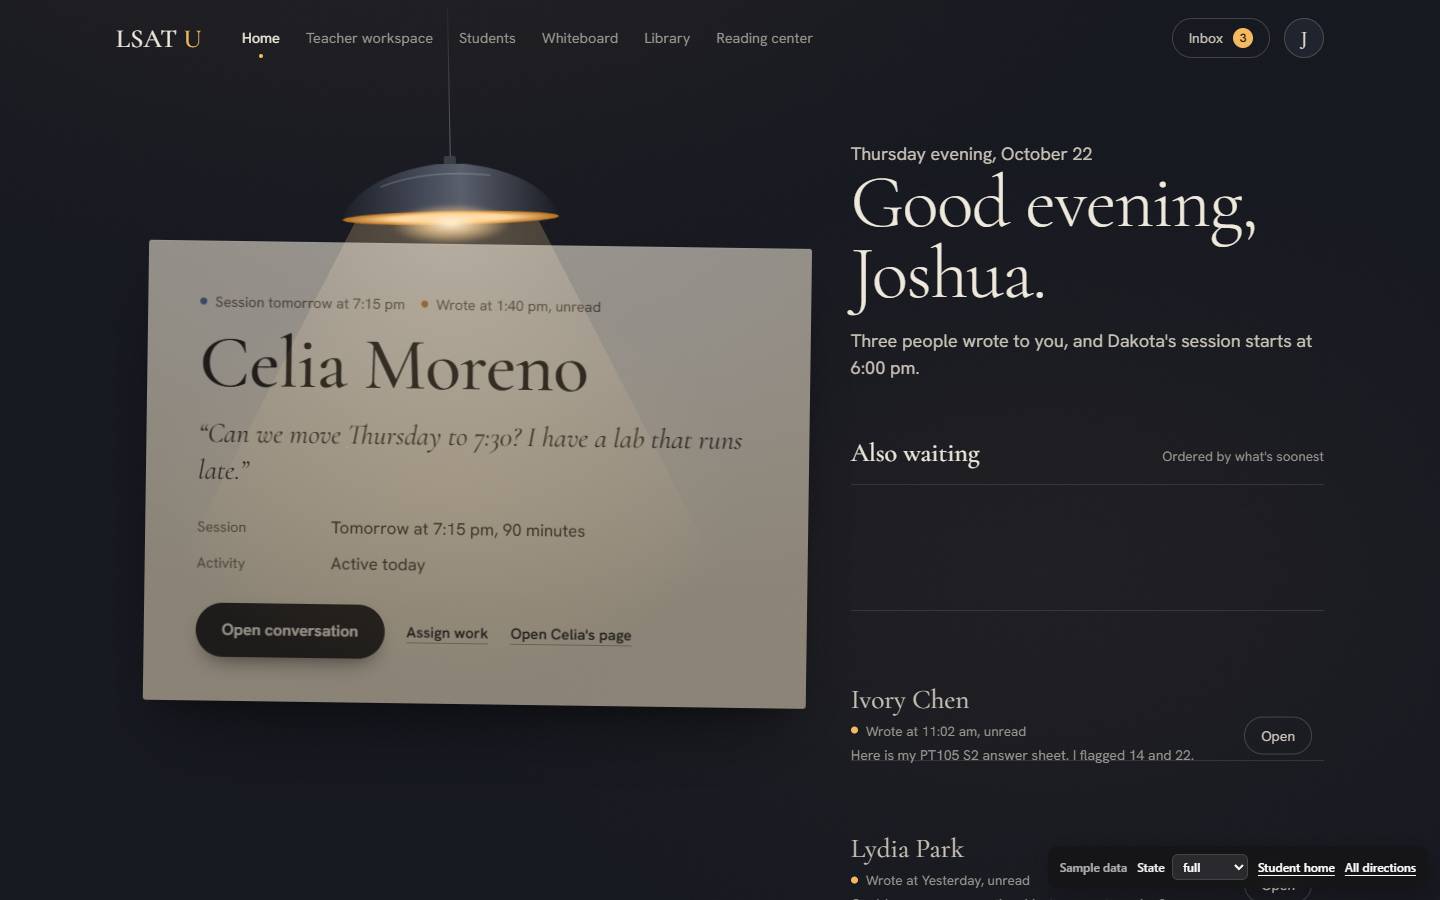 LSAT U
Home
Teacher workspace
Students
Whiteboard
Library
Reading center
Inbox 3
J
Thursday evening, October 22
Good evening,
Joshua.
Three people wrote to you, and Dakota's session starts at
6:00 pm.
Session tomorrow at 7:15 pm
Wrote at 1:40 pm, unread
Celia Moreno
“Can we move Thursday to 7:30? I have a lab that runs
late.”
Session
Tomorrow at 7:15 pm, 90 minutes
Activity
Active today
Open conversation
Assign work
Open Celia's page
Also waiting
Ordered by what's soonest
Ivory Chen
Wrote at 11:02 am, unread
Here is my PT105 S2 answer sheet. I flagged 14 and 22.
Open
Lydia Park
Wrote at Yesterday, unread
Open
Sample data
State
full
Student home
All directions